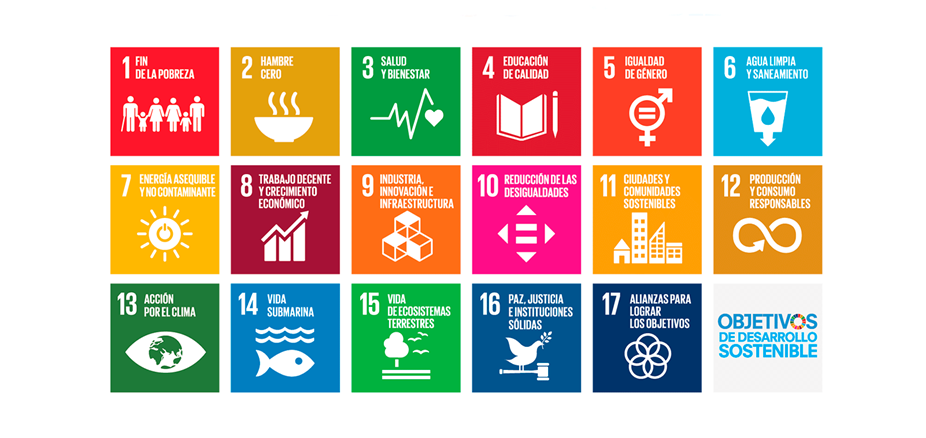 1 FIN
DE LA POBREZA
2 HAMBRE
CERO
3 SALUD
Y BIENESTAR
4 EDUCACIÓN
DE CALIDAD
5 IGUALDAD
DE GÉNERO
6 AGUA LIMPIA
Y SANEAMIENTO
7 ENERGÍA ASEQUIBLE
Y NO CONTAMINANTE
8 TRABAJO DECENTE
Y CRECIMIENTO
ECONÓMICO
9 INDUSTRIA,
INNOVACIÓN E
INFRAESTRUCTURA
10 REDUCCIÓN DE LAS
DESIGUALDADES
11 CIUDADES Y
COMUNIDADES
SOSTENIBLES
12 PRODUCCIÓN
Y CONSUMO
RESPONSABLES
13 ACCIÓN
POR EL CLIMA
14 VIDA
SUBMARINA
15 VIDA
DE ECOSISTEMAS
TERRESTRES
16 PAZ, JUSTICIA
E INSTITUCIONES
SÓLIDAS
17 ALIANZAS PARA
LOGRAR
LOS OBJETIVOS
OBJETIVOS
DE DESARROLLO
SOSTENIBLE